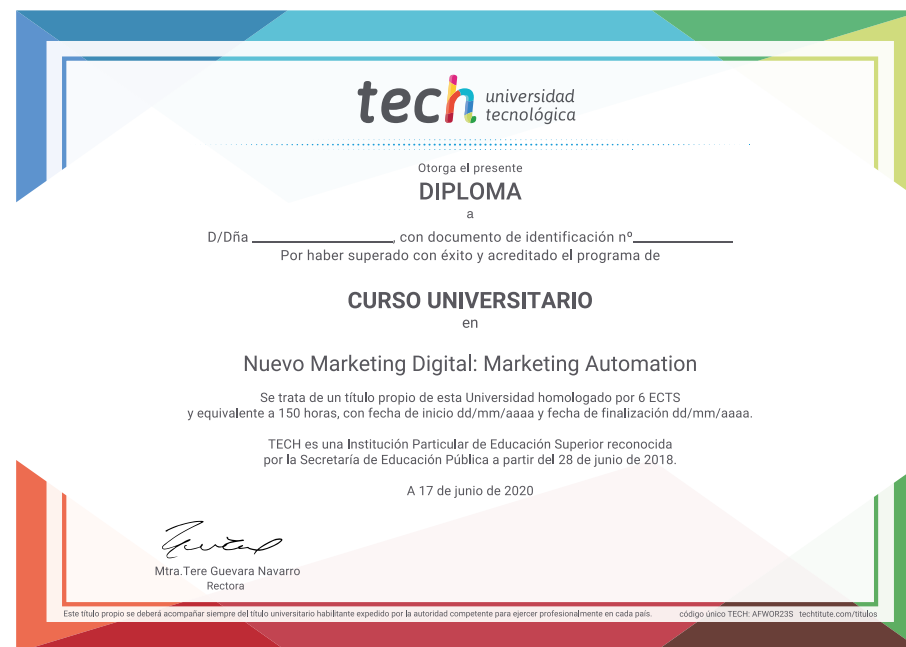 tech universidad
tecnológica
Otorga el presente
DIPLOMA
a
D/Dña ____________________, con documento de identificación nº______________
Por haber superado con éxito y acreditado el programa de
CURSO UNIVERSITARIO
en
Nuevo Marketing Digital: Marketing Automation
Se trata de un título propio de esta Universidad homologado por 6 ECTS
y equivalente a 150 horas, con fecha de inicio dd/mm/aaaa y fecha de finalización dd/mm/aaaa.
TECH es una Institución Particular de Educación Superior reconocida
por la Secretaría de Educación Pública a partir del 28 de junio de 2018.
A 17 de junio de 2020
Mtra.Tere Guevara Navarro
Rectora
Este título propio se deberá acompañar siempre del título universitario habilitante expedido por la autoridad competente para ejercer profesionalmente en cada país. código único TECH: AFWOR23S techtitute.com/titulos